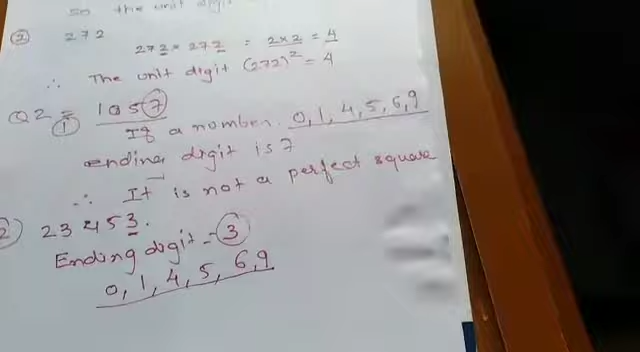 So the unit digit
② 272
272 × 272 = 2×2 = 4
∴ The unit digit (272)² = 4
Q2 = ① 1057
If a number. 0, 1, 4, 5, 6, 9
ending digit is 7
∴ It is not a perfect square
② 23453.
Ending digit = 3
0, 1, 4, 5, 6, 9